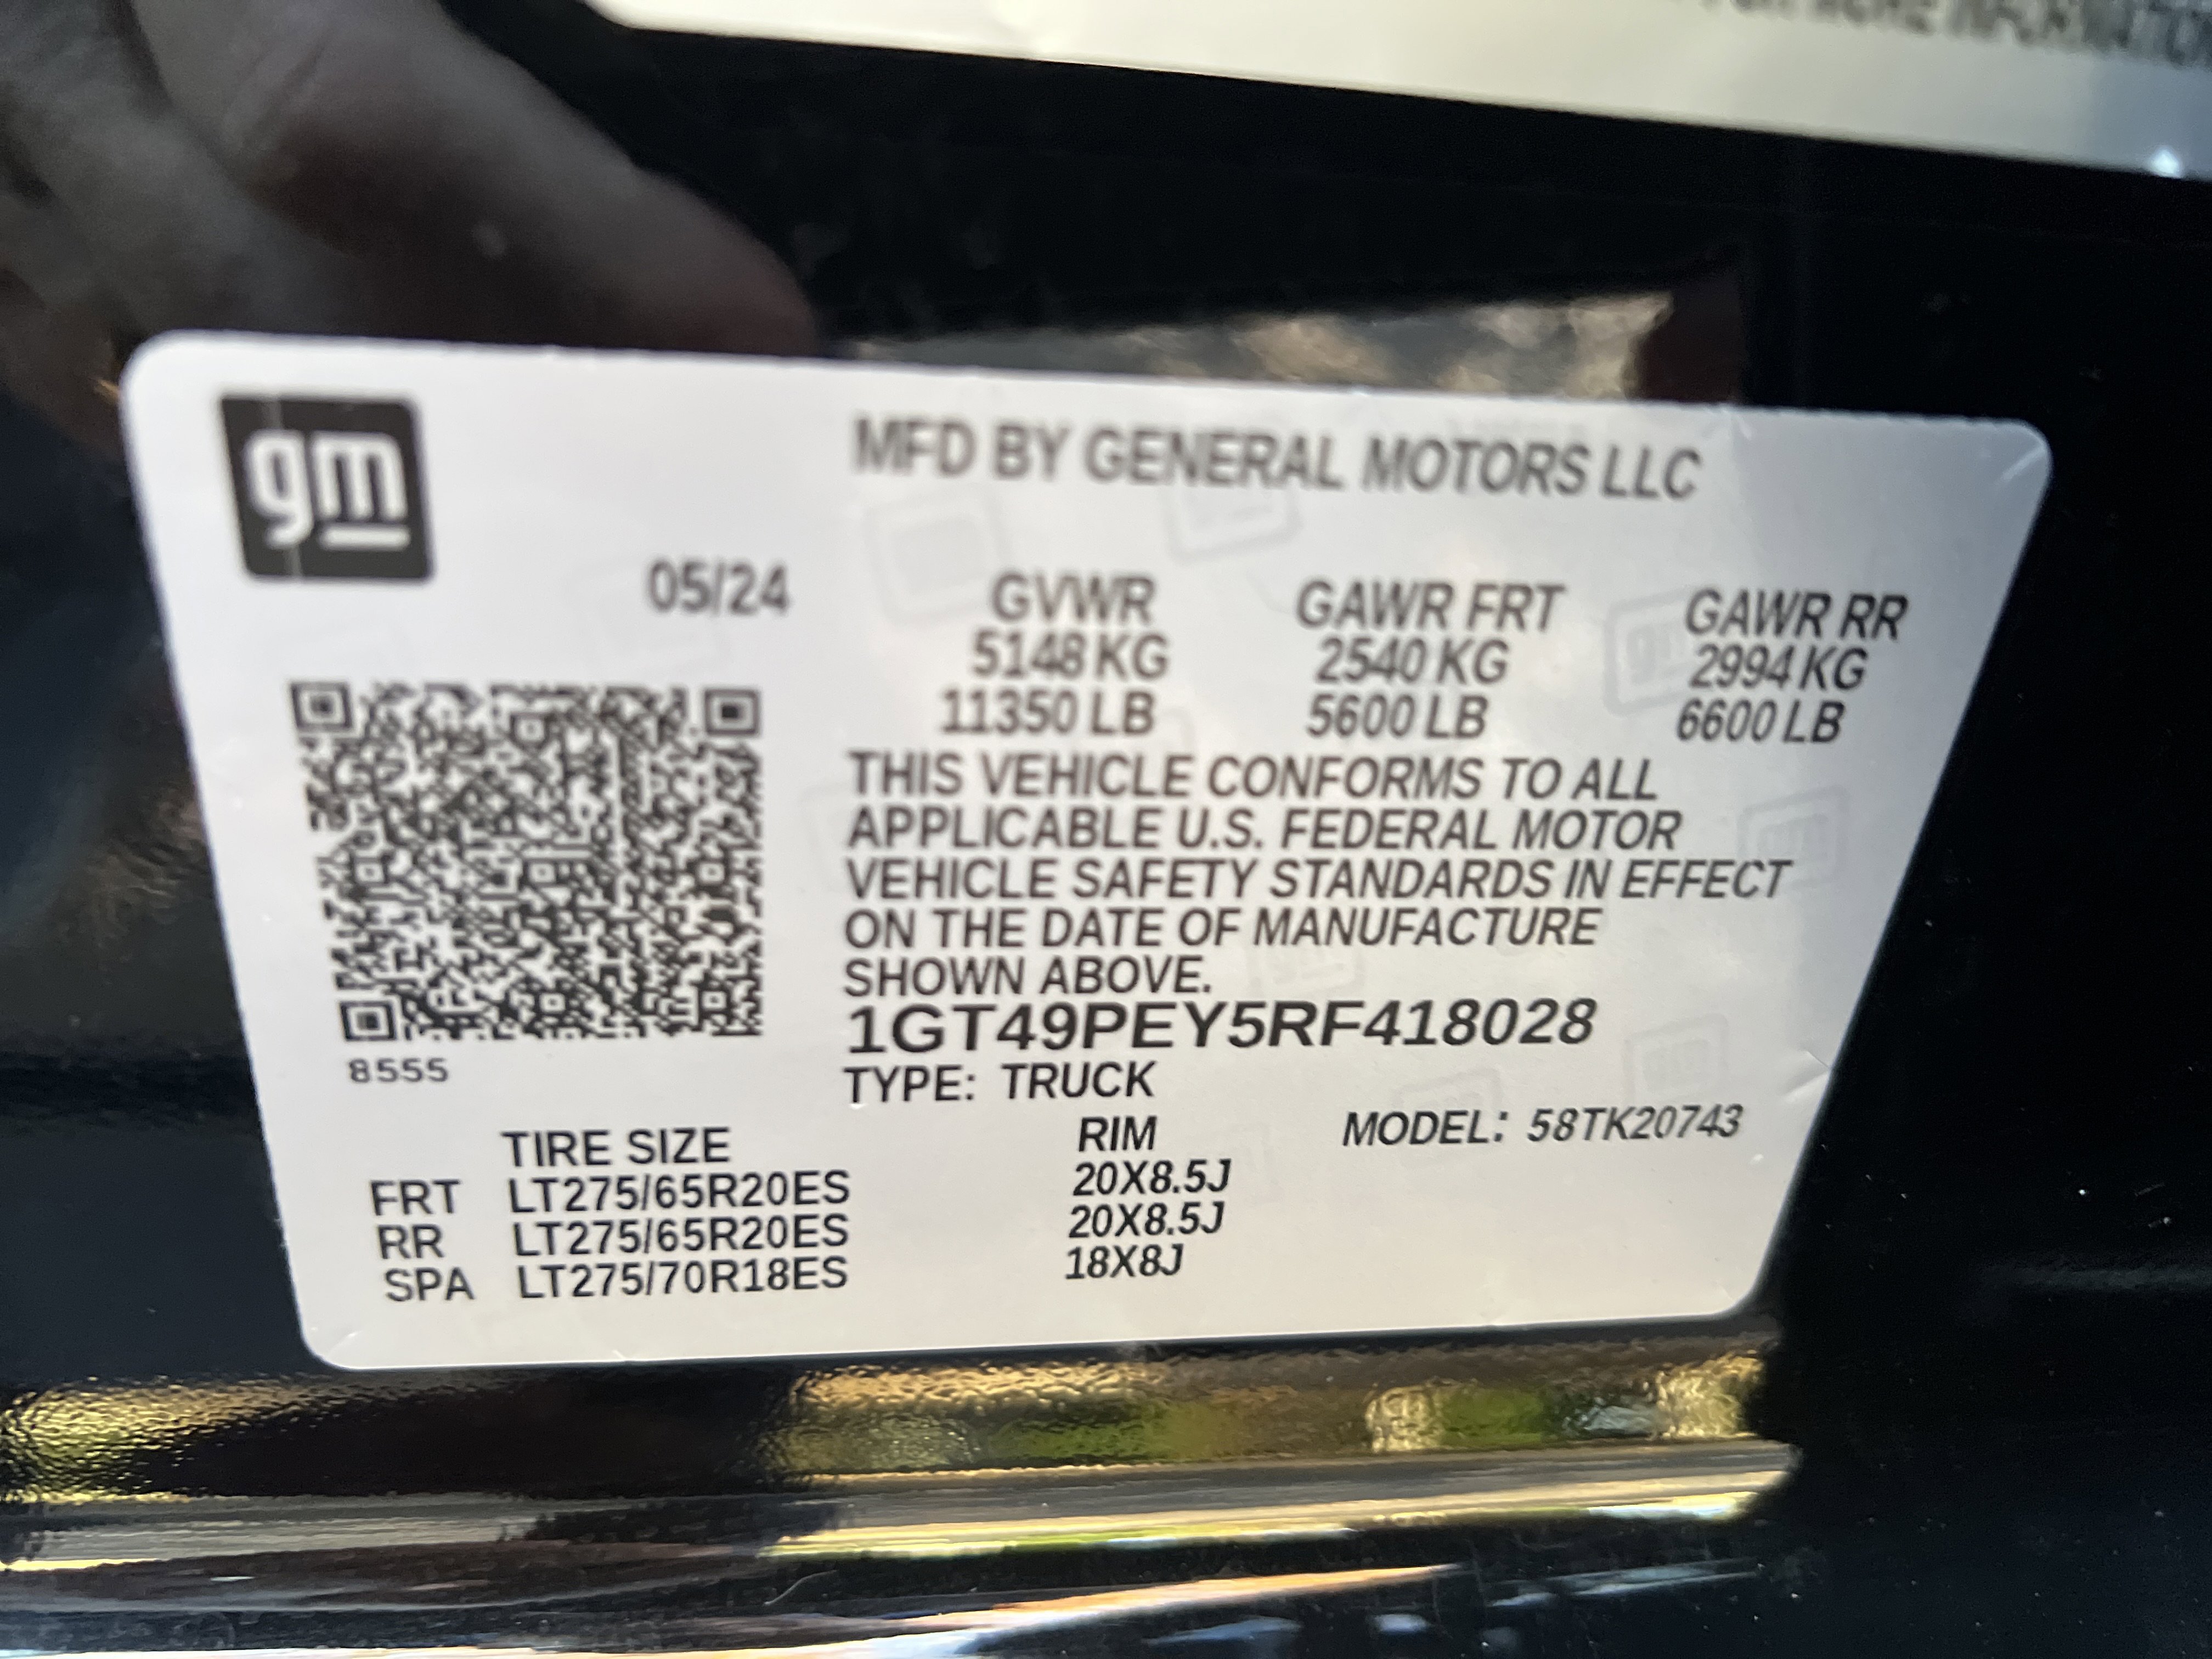 FOR MORE INFORMATION
gm
MFD BY GENERAL MOTORS LLC
05/24
GVWR GAWR FRT GAWR RR
5148 KG 2540 KG 2994 KG
11350 LB 5600 LB 6600 LB
THIS VEHICLE CONFORMS TO ALL
APPLICABLE U.S. FEDERAL MOTOR
VEHICLE SAFETY STANDARDS IN EFFECT
ON THE DATE OF MANUFACTURE
SHOWN ABOVE.
1GT49PEY5RF418028
8555
TYPE: TRUCK
TIRE SIZE RIM MODEL: 58TK20743
FRT LT275/65R20ES 20X8.5J
RR LT275/65R20ES 20X8.5J
SPA LT275/70R18ES 18X8J